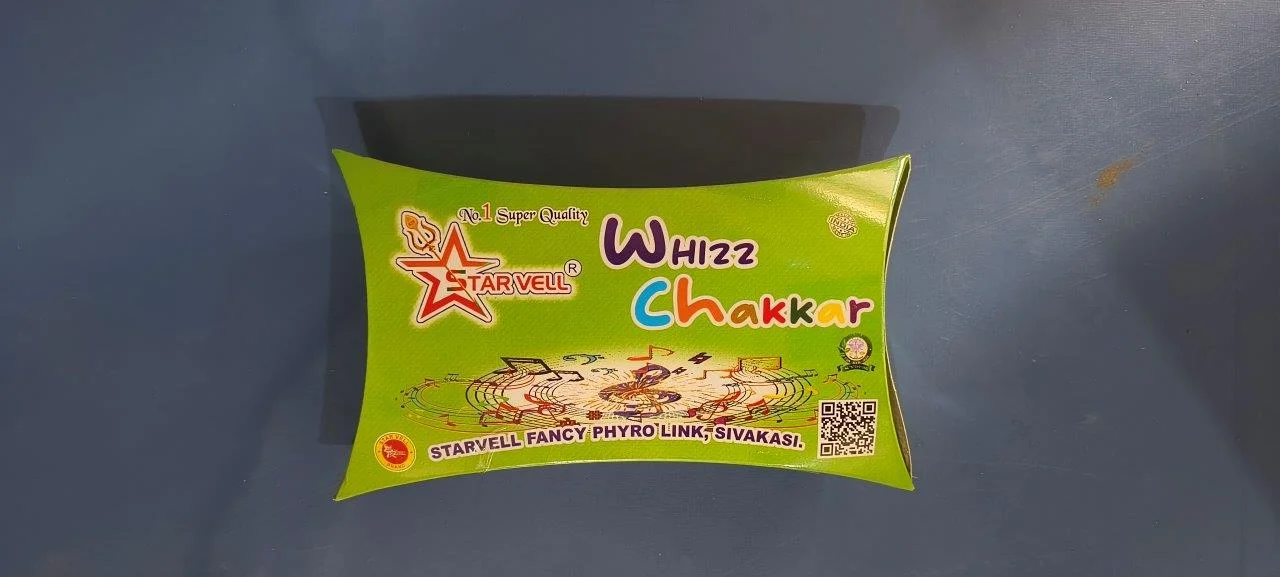 No.1 Super Quality
STAR VELL ®
Whizz
Chakkar
STARVELL FANCY PHYRO LINK, SIVAKASI.